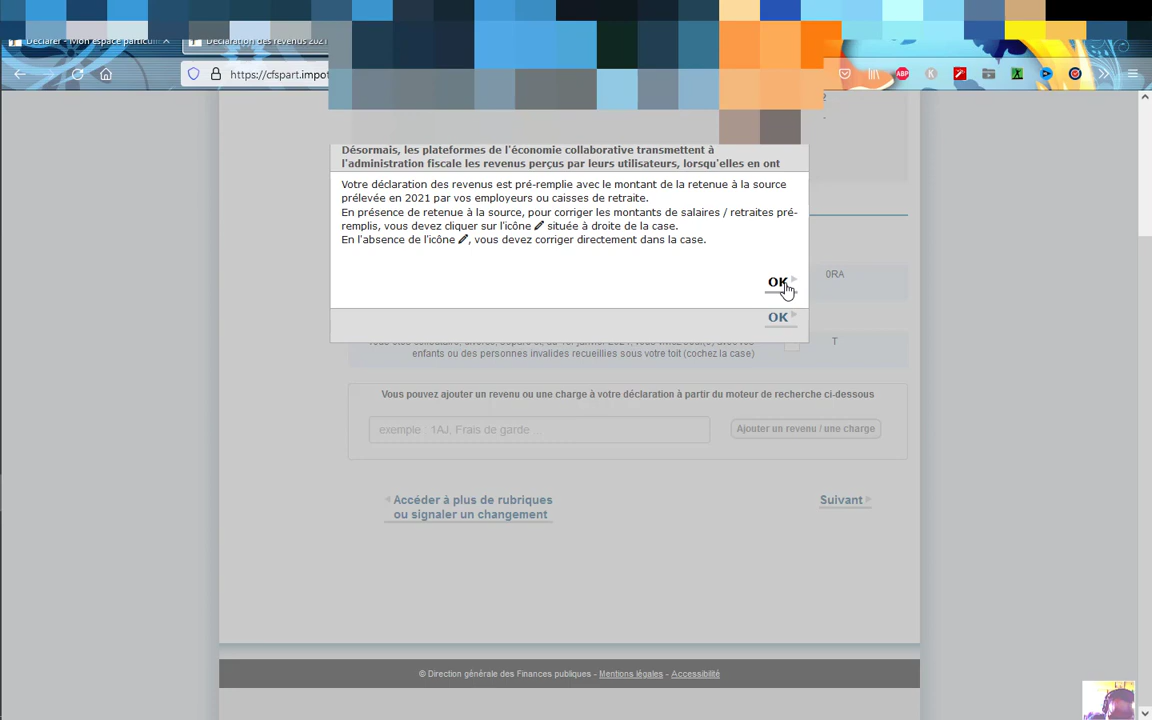 Déclarer - Mon espace particu
Déclaration des revenus 2021
https://cfspart.impot
ABP
K
Désormais, les plateformes de l'économie collaborative transmettent à
l'administration fiscale les revenus perçus par leurs utilisateurs, lorsqu'elles en ont
Votre déclaration des revenus est pré-remplie avec le montant de la retenue à la source
prélevée en 2021 par vos employeurs ou caisses de retraite.
En présence de retenue à la source, pour corriger les montants de salaires / retraites pré-
remplis, vous devez cliquer sur l'icône située à droite de la case.
En l'absence de l'icône , vous devez corriger directement dans la case.
OK
0RA
OK
T
enfants ou des personnes invalides recueillies sous votre toit (cochez la case)
Vous pouvez ajouter un revenu ou une charge à votre déclaration à partir du moteur de recherche ci-dessous
exemple : 1AJ, Frais de garde ...
Ajouter un revenu / une charge
Accéder à plus de rubriques
ou signaler un changement
Suivant
© Direction générale des Finances publiques - Mentions légales - Accessibilité